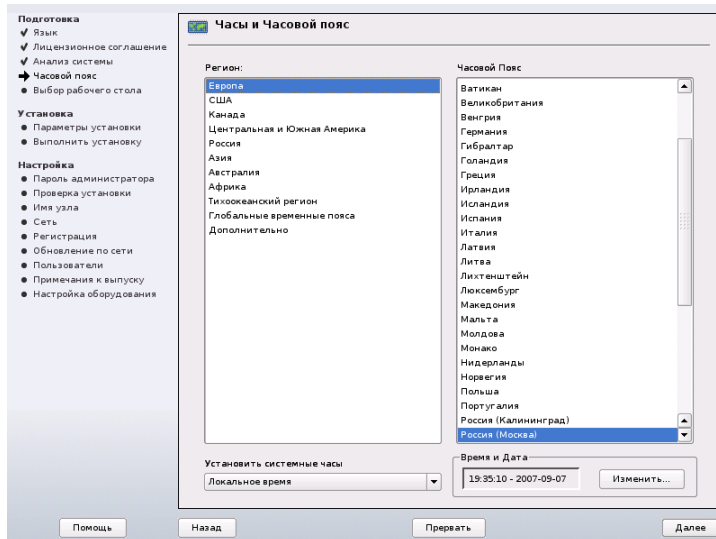 Подготовка
Язык
Лицензионное соглашение
Анализ системы
Часовой пояс
Выбор рабочего стола
Установка
Параметры установки
Выполнить установку
Настройка
Пароль администратора
Проверка установки
Имя узла
Сеть
Регистрация
Обновление по сети
Пользователи
Примечания к выпуску
Настройка оборудования
Часы и Часовой пояс
Регион:
Европа
США
Канада
Центральная и Южная Америка
Россия
Азия
Австралия
Африка
Тихоокеанский регион
Глобальные временные пояса
Дополнительно
Часовой Пояс
Ватикан
Великобритания
Венгрия
Германия
Гибралтар
Голандия
Греция
Ирландия
Исландия
Испания
Италия
Латвия
Литва
Лихтенштейн
Люксембург
Македония
Мальта
Молдова
Монако
Нидерланды
Норвегия
Польша
Португалия
Россия (Калининград)
Россия (Москва)
Установить системные часы
Локальное время
Время и Дата
19:35:10 - 2007-09-07
Изменить...
Помощь
Назад
Прервать
Далее